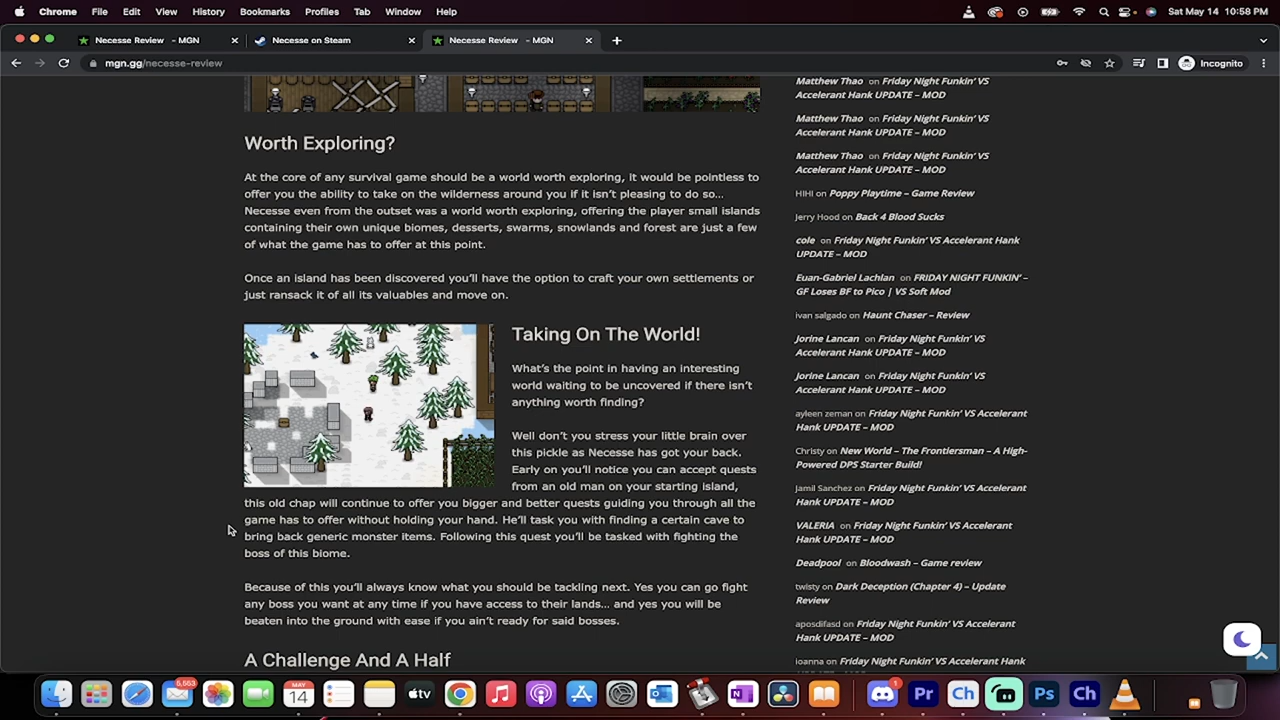 Chrome File Edit View History Bookmarks Profiles Tab Window Help Sat May 14 10:58 PM
Necesse Review - MGN Necesse on Steam Necesse Review - MGN
mgn.gg/necesse-review Incognito
Worth Exploring?
At the core of any survival game should be a world worth exploring, it would be pointless to
offer you the ability to take on the wilderness around you if it isn't pleasing to do so...
Necesse even from the outset was a world worth exploring, offering the player small islands
containing their own unique biomes, desserts, swarms, snowlands and forest are just a few
of what the game has to offer at this point.
Once an island has been discovered you'll have the option to craft your own settlements or
just ransack it of all its valuables and move on.
Taking On The World!
What's the point in having an interesting
world waiting to be uncovered if there isn't
anything worth finding?
Well don't you stress your little brain over
this pickle as Necesse has got your back.
Early on you'll notice you can accept quests
from an old man on your starting island,
this old chap will continue to offer you bigger and better quests guiding you through all the
game has to offer without holding your hand. He'll task you with finding a certain cave to
bring back generic monster items. Following this quest you'll be tasked with fighting the
boss of this biome.
Because of this you'll always know what you should be tackling next. Yes you can go fight
any boss you want at any time if you have access to their lands... and yes you will be
beaten into the ground with ease if you ain't ready for said bosses.
A Challenge And A Half
Matthew Thao on Friday Night Funkin' VS
Accelerant Hank UPDATE – MOD
Matthew Thao on Friday Night Funkin' VS
Accelerant Hank UPDATE – MOD
Matthew Thao on Friday Night Funkin' VS
Accelerant Hank UPDATE – MOD
HIHI on Poppy Playtime – Game Review
Jerry Hood on Back 4 Blood Sucks
cole on Friday Night Funkin' VS Accelerant Hank
UPDATE – MOD
Euan-Gabriel Lachlan on FRIDAY NIGHT FUNKIN' –
GF Loses BF to Pico | VS Soft Mod
ivan salgado on Haunt Chaser – Review
Jorine Lancan on Friday Night Funkin' VS
Accelerant Hank UPDATE – MOD
Jorine Lancan on Friday Night Funkin' VS
Accelerant Hank UPDATE – MOD
ayleen zeman on Friday Night Funkin' VS Accelerant
Hank UPDATE – MOD
Christy on New World – The Frontiersman – A High-
Powered DPS Starter Build!
Jamil Sanchez on Friday Night Funkin' VS Accelerant
Hank UPDATE – MOD
VALERIA on Friday Night Funkin' VS Accelerant
Hank UPDATE – MOD
Deadpool on Bloodwash – Game review
twisty on Dark Deception (Chapter 4) – Update
Review
aposdifasd on Friday Night Funkin' VS Accelerant
Hank UPDATE – MOD
ioanna on Friday Night Funkin' VS Accelerant Hank
6,563 MAY 14 tv 1 Pr Ch Ps Ch